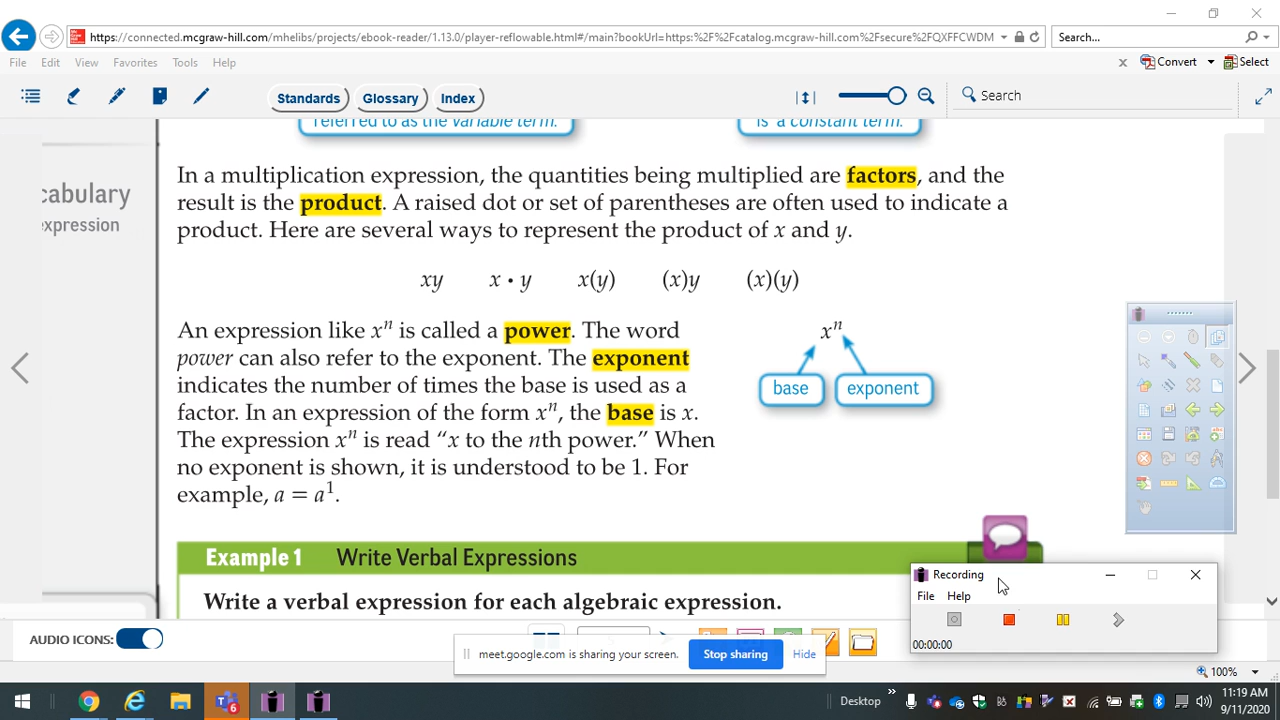 https://connected.mcgraw-hill.com/mhelibs/projects/ebook-reader/1.13.0/player-reflowable.html#/main?bookUrl=https:%2F%2Fcatalog.mcgraw-hill.com%2Fsecure%2FQXFFCWDM
Search...
File Edit View Favorites Tools Help
x Convert Select
Standards Glossary Index Search
referred to as the variable term. is a constant term.
cabulary
xpression
In a multiplication expression, the quantities being multiplied are factors, and the
result is the product. A raised dot or set of parentheses are often used to indicate a
product. Here are several ways to represent the product of x and y.
xy x • y x(y) (x)y (x)(y)
An expression like xⁿ is called a power. The word
power can also refer to the exponent. The exponent
indicates the number of times the base is used as a
factor. In an expression of the form xⁿ, the base is x.
The expression xⁿ is read “x to the nth power.” When
no exponent is shown, it is understood to be 1. For
example, a = a¹.
xⁿ
base exponent
Example 1 Write Verbal Expressions
Write a verbal expression for each algebraic expression.
Recording
File Help
00:00:00
AUDIO ICONS:
meet.google.com is sharing your screen. Stop sharing Hide
100%
6
Desktop
11:19 AM
9/11/2020